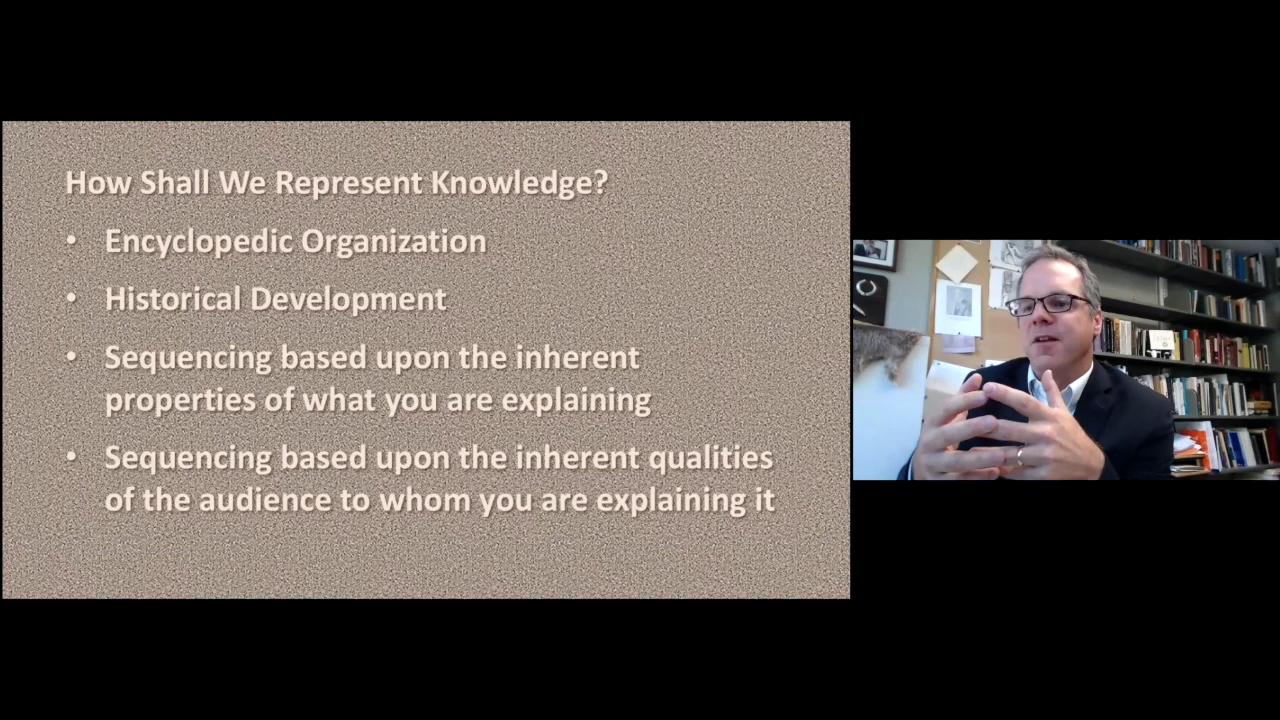 How Shall We Represent Knowledge?
• Encyclopedic Organization
• Historical Development
• Sequencing based upon the inherent
properties of what you are explaining
• Sequencing based upon the inherent qualities
of the audience to whom you are explaining it